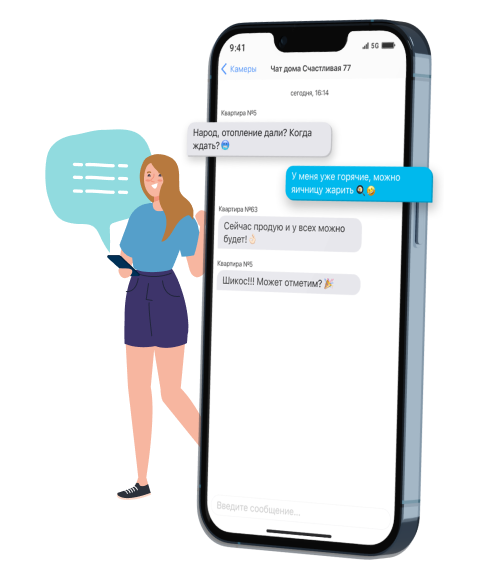 9:41 5G
Камеры Чат дома Счастливая 77
сегодня, 16:14
Квартира №5
Народ, отопление дали? Когда
ждать?🥶
У меня уже горячие, можно
яичницу жарить 🍳🤣
Квартира №63
Сейчас продую и у всех можно
будет!👌🏻
Квартира №5
Шикос!!! Может отметим?🎉
Введите сообщение...